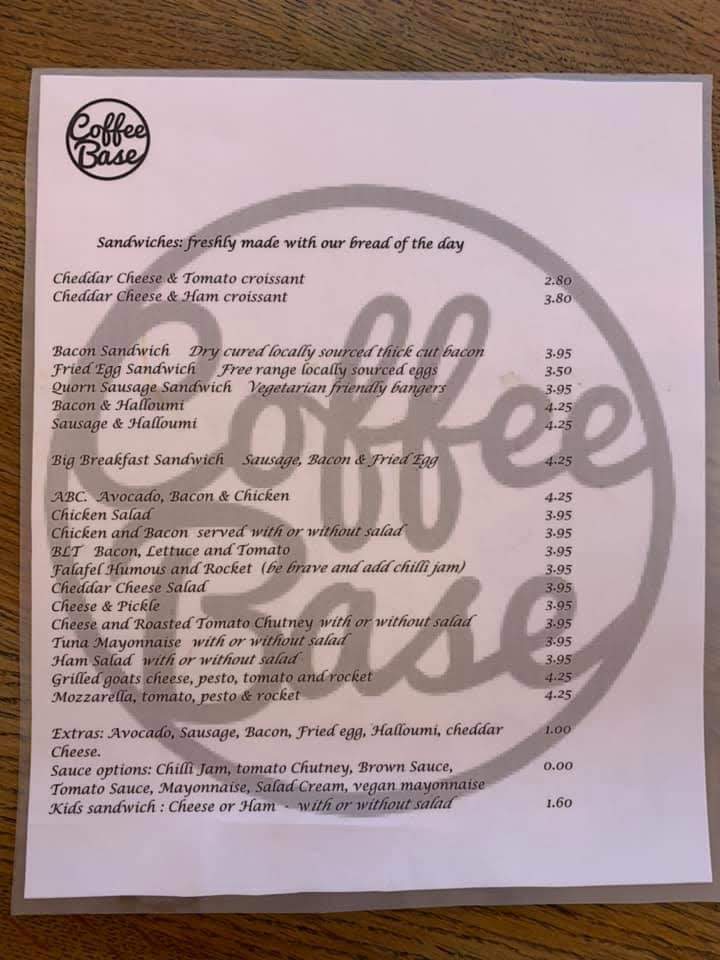 Coffee
Base
Sandwiches: freshly made with our bread of the day
Cheddar Cheese & Tomato croissant 2.80
Cheddar Cheese & Ham croissant 3.80
Bacon Sandwich Dry cured locally sourced thick cut bacon 3.95
Fried Egg Sandwich Free range locally sourced eggs 3.50
Quorn Sausage Sandwich Vegetarian friendly bangers 3.95
Bacon & Halloumi 4.25
Sausage & Halloumi 4.25
Big Breakfast Sandwich Sausage, Bacon & Fried Egg 4.25
ABC. Avocado, Bacon & Chicken 4.25
Chicken Salad 3.95
Chicken and Bacon served with or without salad 3.95
BLT Bacon, Lettuce and Tomato 3.95
Falafel Humous and Rocket (be brave and add chilli jam) 3.95
Cheddar Cheese Salad 3.95
Cheese & Pickle 3.95
Cheese and Roasted Tomato Chutney with or without salad 3.95
Tuna Mayonnaise with or without salad 3.95
Ham Salad with or without salad 3.95
Grilled goats cheese, pesto, tomato and rocket 4.25
Mozzarella, tomato, pesto & rocket 4.25
Extras: Avocado, Sausage, Bacon, Fried egg, Halloumi, cheddar 1.00
Cheese.
Sauce options: Chilli Jam, tomato Chutney, Brown Sauce, 0.00
Tomato Sauce, Mayonnaise, Salad Cream, vegan mayonnaise
Kids sandwich : Cheese or Ham - with or without salad 1.60
Coffee
Base